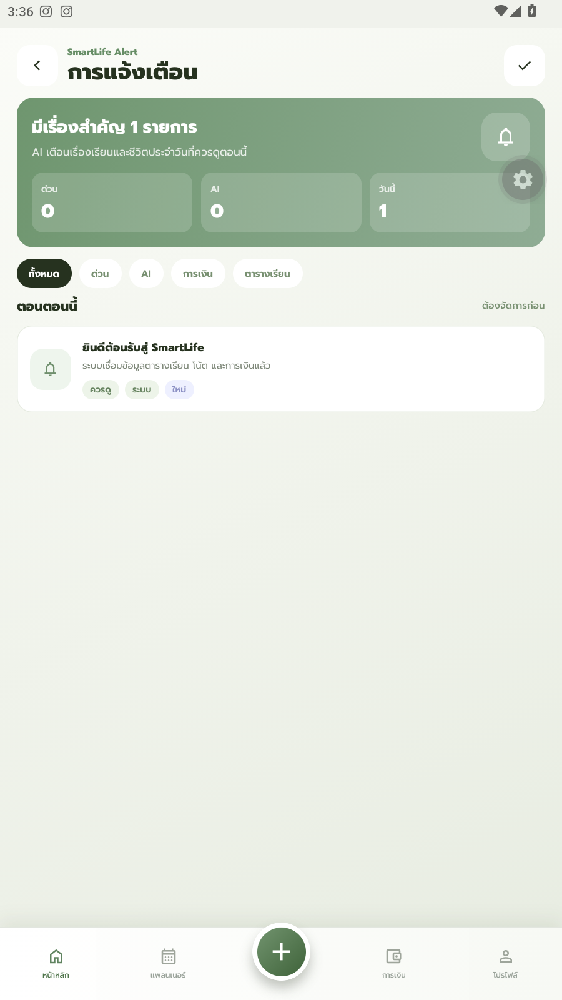 3:36
SmartLife Alert
การแจ้งเตือน
มีเรื่องสำคัญ 1 รายการ
AI เตือนเรื่องเรียนและชีวิตประจำวันที่ควรดูตอนนี้
ด่วน
AI
วันนี้
0
0
1
ทั้งหมด
ด่วน
AI
การเงิน
ตารางเรียน
ตอนตอนนี้
ต้องจัดการก่อน
ยินดีต้อนรับสู่ SmartLife
ระบบเชื่อมข้อมูลตารางเรียน โน้ต และการเงินแล้ว
ควรดู
ระบบ
ใหม่
หน้าหลัก
แพลนเนอร์
การเงิน
โปรไฟล์